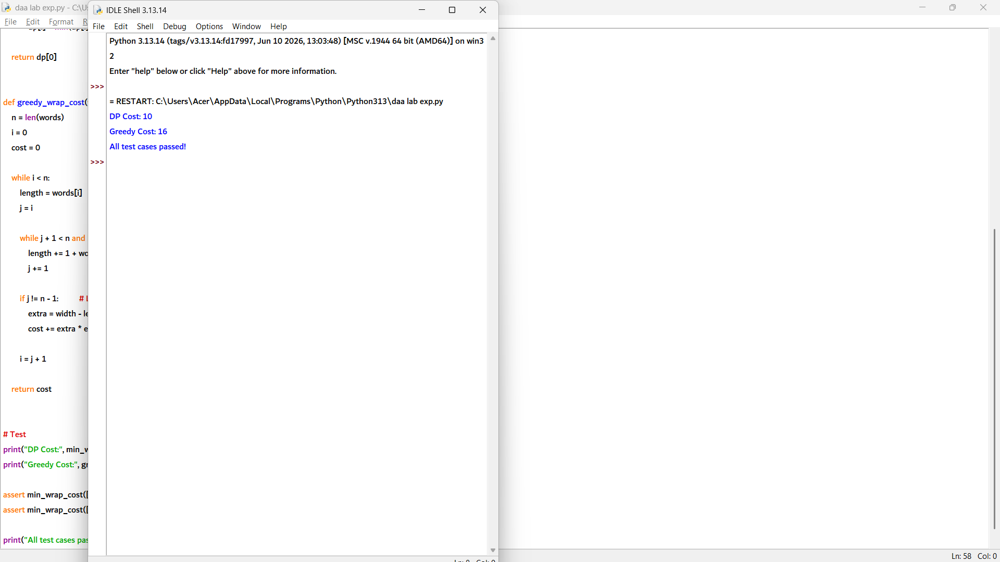 daa lab exp.py - C:\Us
File Edit Format R
return dp[0]
def greedy_wrap_cost(
n = len(words)
i = 0
cost = 0
while i < n:
length = words[i]
j = i
while j + 1 < n and
length += 1 + wo
j += 1
if j != n - 1: # L
extra = width - le
cost += extra * e
i = j + 1
return cost
# Test
print("DP Cost:", min_w
print("Greedy Cost:", gr
assert min_wrap_cost([
assert min_wrap_cost([
print("All test cases pas
IDLE Shell 3.13.14
File Edit Shell Debug Options Window Help
Python 3.13.14 (tags/v3.13.14:fd17997, Jun 10 2026, 13:03:48) [MSC v.1944 64 bit (AMD64)] on win3
2
Enter "help" below or click "Help" above for more information.
>>>
= RESTART: C:\Users\Acer\AppData\Local\Programs\Python\Python313\daa lab exp.py
DP Cost: 10
Greedy Cost: 16
All test cases passed!
>>>
Ln: 58 Col: 0